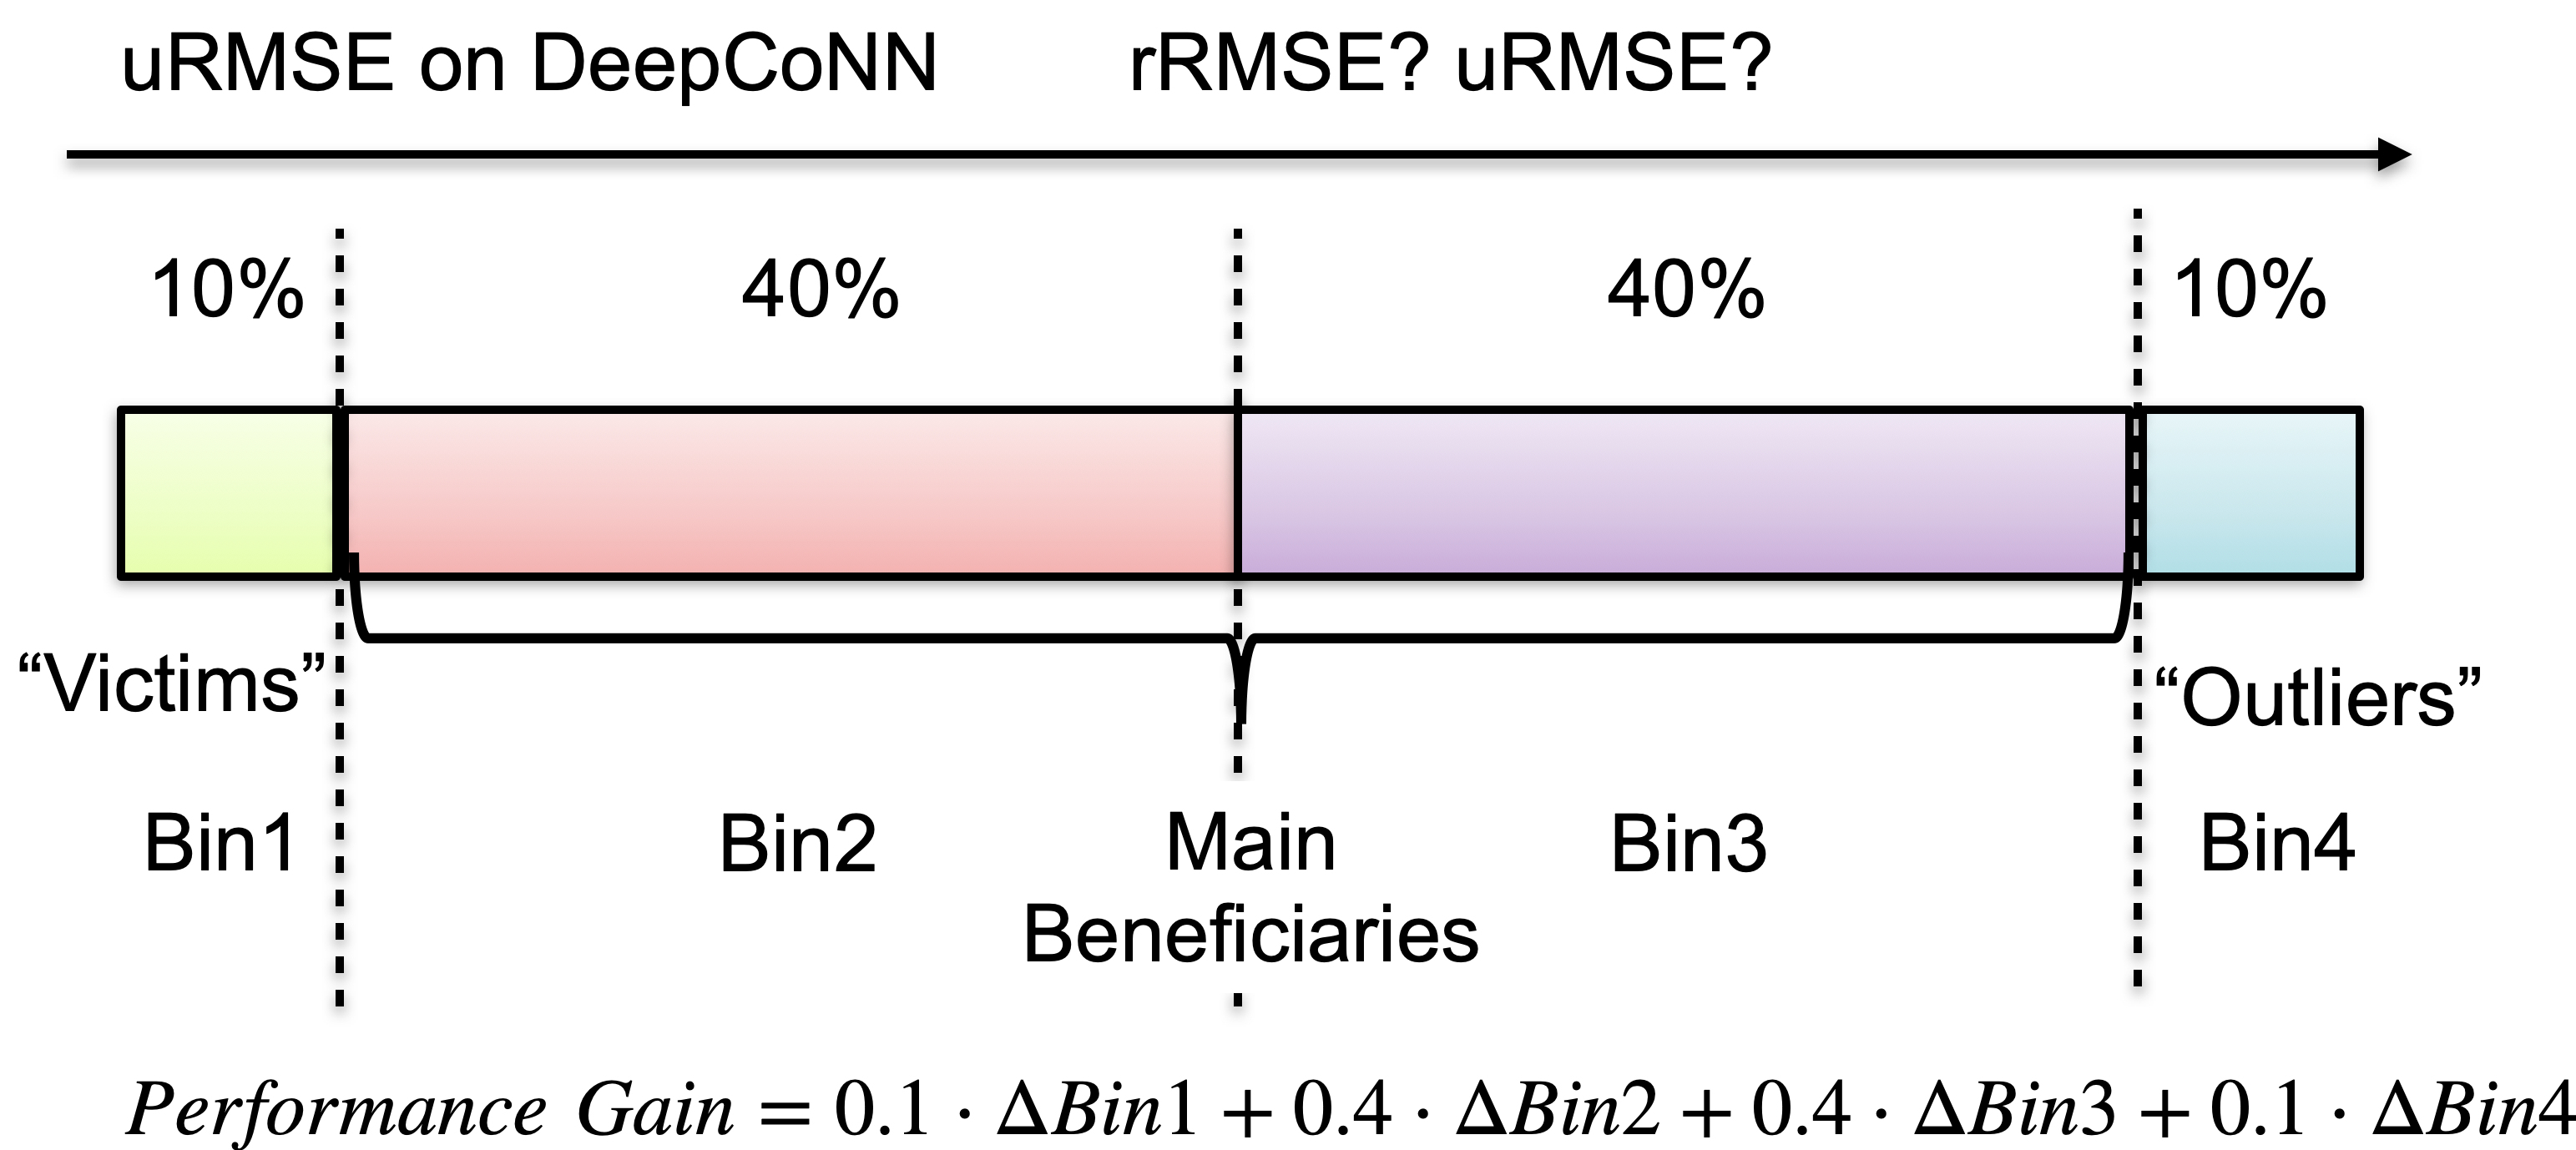 uRMSE on DeepCoNN rRMSE? uRMSE?
10% 40% 40% 10%
“Victims” “Outliers”
Bin1 Bin2 Main Bin3 Bin4
Beneficiaries
Performance Gain = 0.1 · ΔBin1 + 0.4 · ΔBin2 + 0.4 · ΔBin3 + 0.1 · ΔBin4